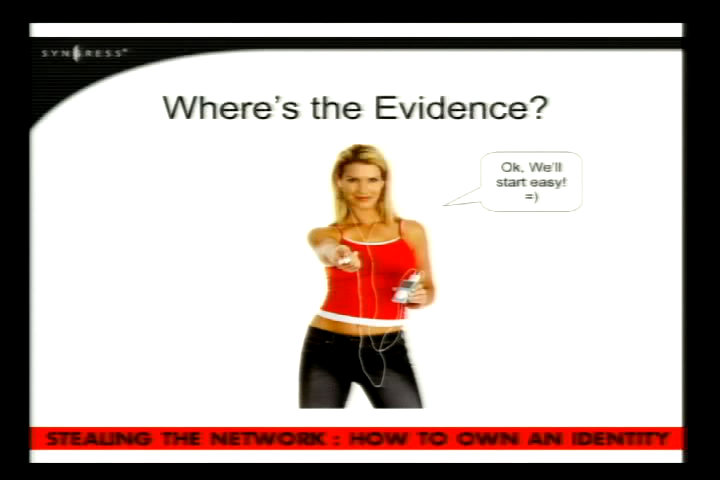 SYNGRESS
Where's the Evidence?
Ok, We'll
start easy!
=)
STEALING THE NETWORK : HOW TO OWN AN IDENTITY